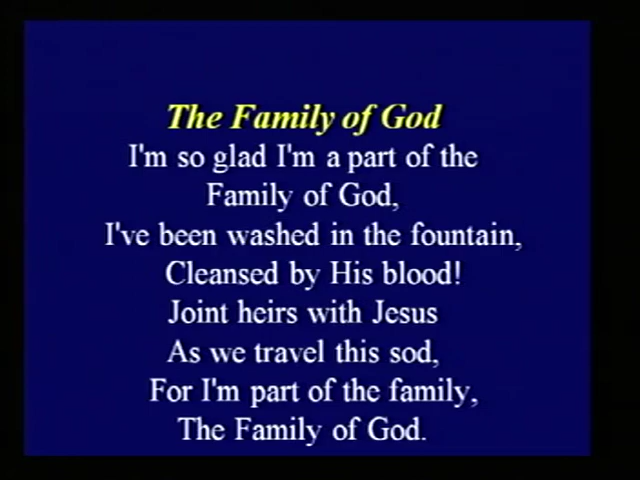 The Family of God
I'm so glad I'm a part of the
Family of God,
I've been washed in the fountain,
Cleansed by His blood!
Joint heirs with Jesus
As we travel this sod,
For I'm part of the family,
The Family of God.